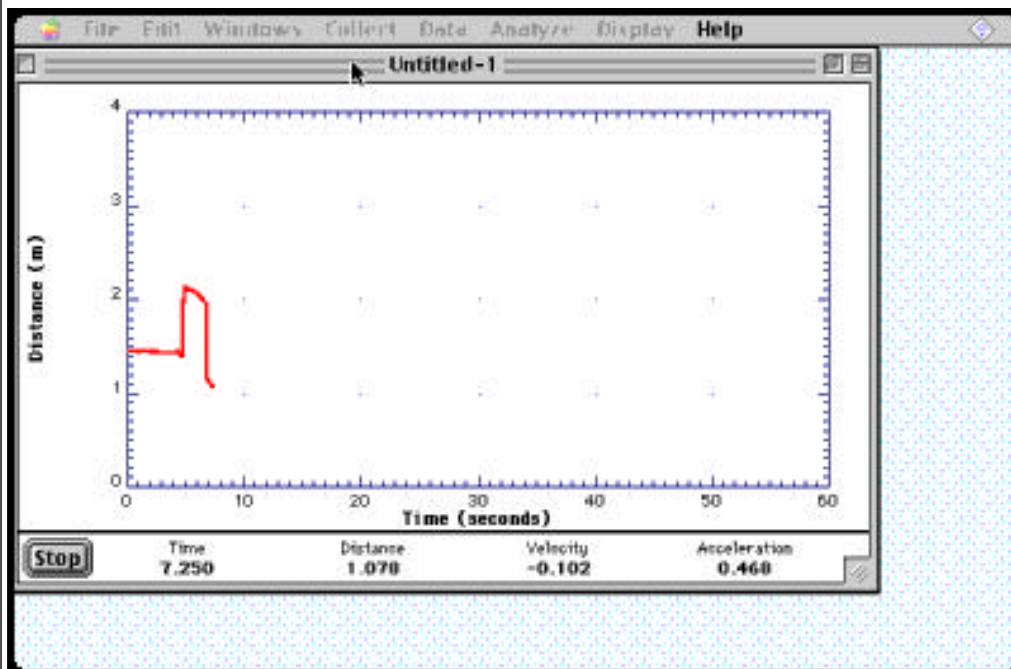 File Edit Windows Collect Data Analyze Display Help
Untitled-1
4
3
2
1
0
Distance (m)
0 10 20 30 40 50 60
Time (seconds)
Stop
Time Distance Velocity Acceleration
7.250 1.078 -0.102 0.468